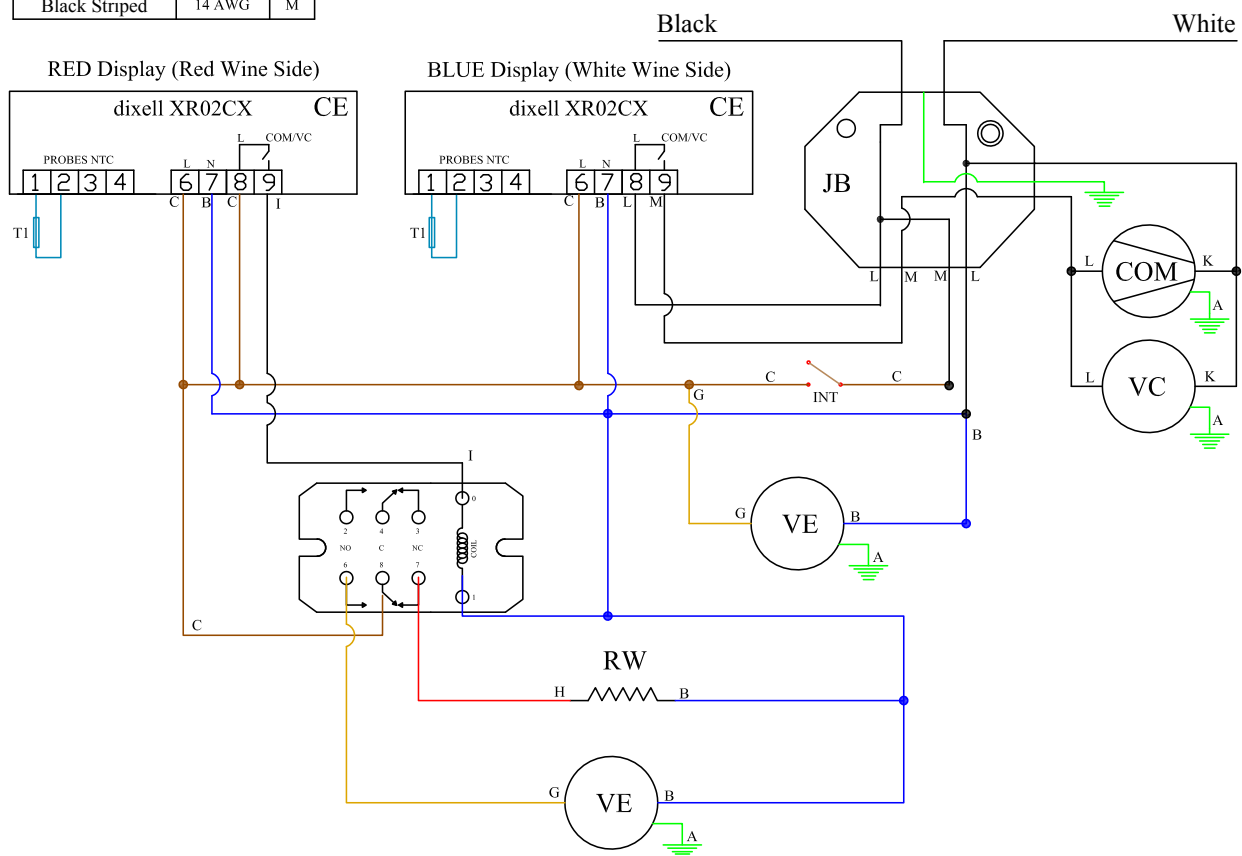 Black Striped 14 AWG M
Black
White
RED Display (Red Wine Side)
BLUE Display (White Wine Side)
dixell XR02CX CE
dixell XR02CX CE
L COM/VC
L COM/VC
PROBES NTC L N
PROBES NTC L N
1 2 3 4 6 7 8 9
1 2 3 4 6 7 8 9
C B C I
C B L M
T1
T1
JB
L M M L
L COM K
A
L VC K
A
C INT C
G
B
I
0
2 4 3
NO C NC COIL
6 8 7
1
G VE B
A
C
RW
H B
G VE B
A